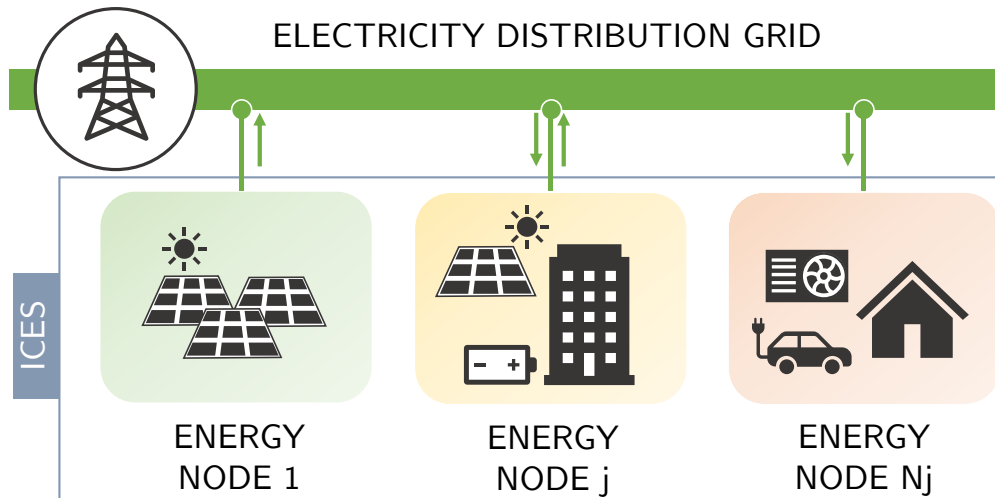 ELECTRICITY DISTRIBUTION GRID
ICES
ENERGY
NODE 1
ENERGY
NODE j
ENERGY
NODE Nj